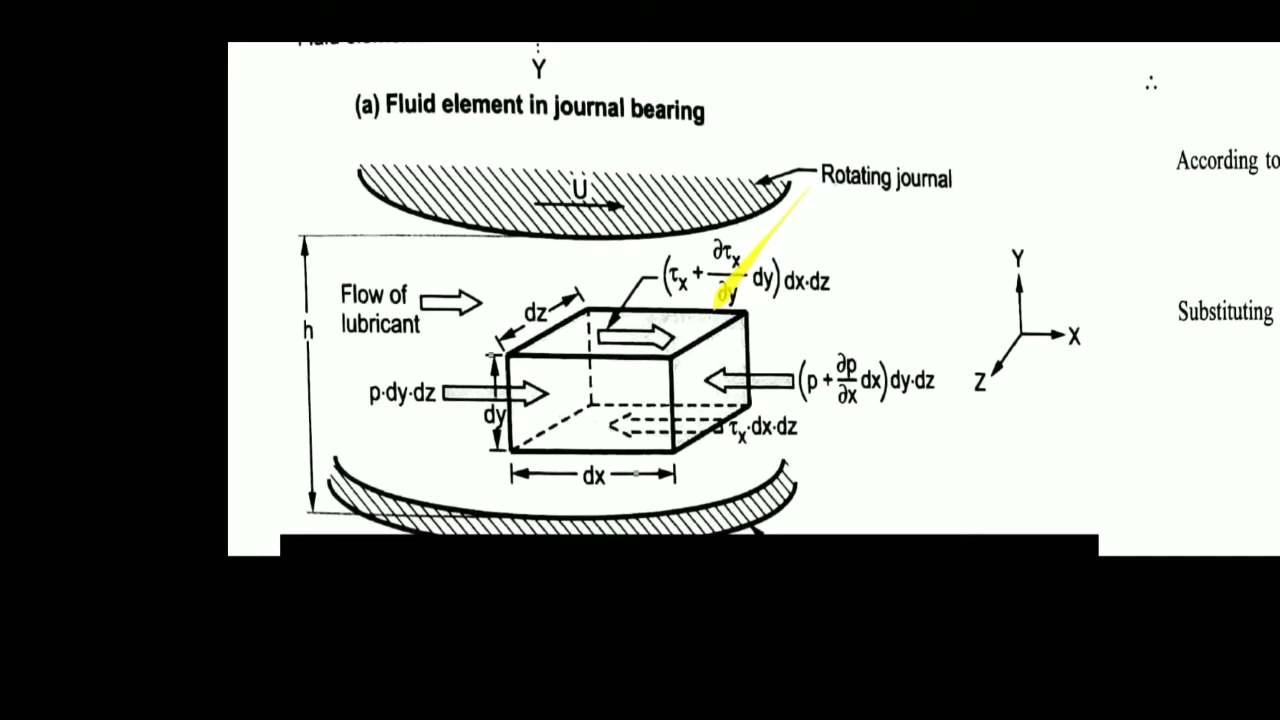 Y
(a) Fluid element in journal bearing
∴
According to
Rotating journal
U
(τx + ∂τx/∂y dy) dx·dz
Y
X
Z
Substituting
Flow of
lubricant
h
dz
p·dy·dz
dy
(p + ∂p/∂x dx) dy·dz
τx·dx·dz
dx